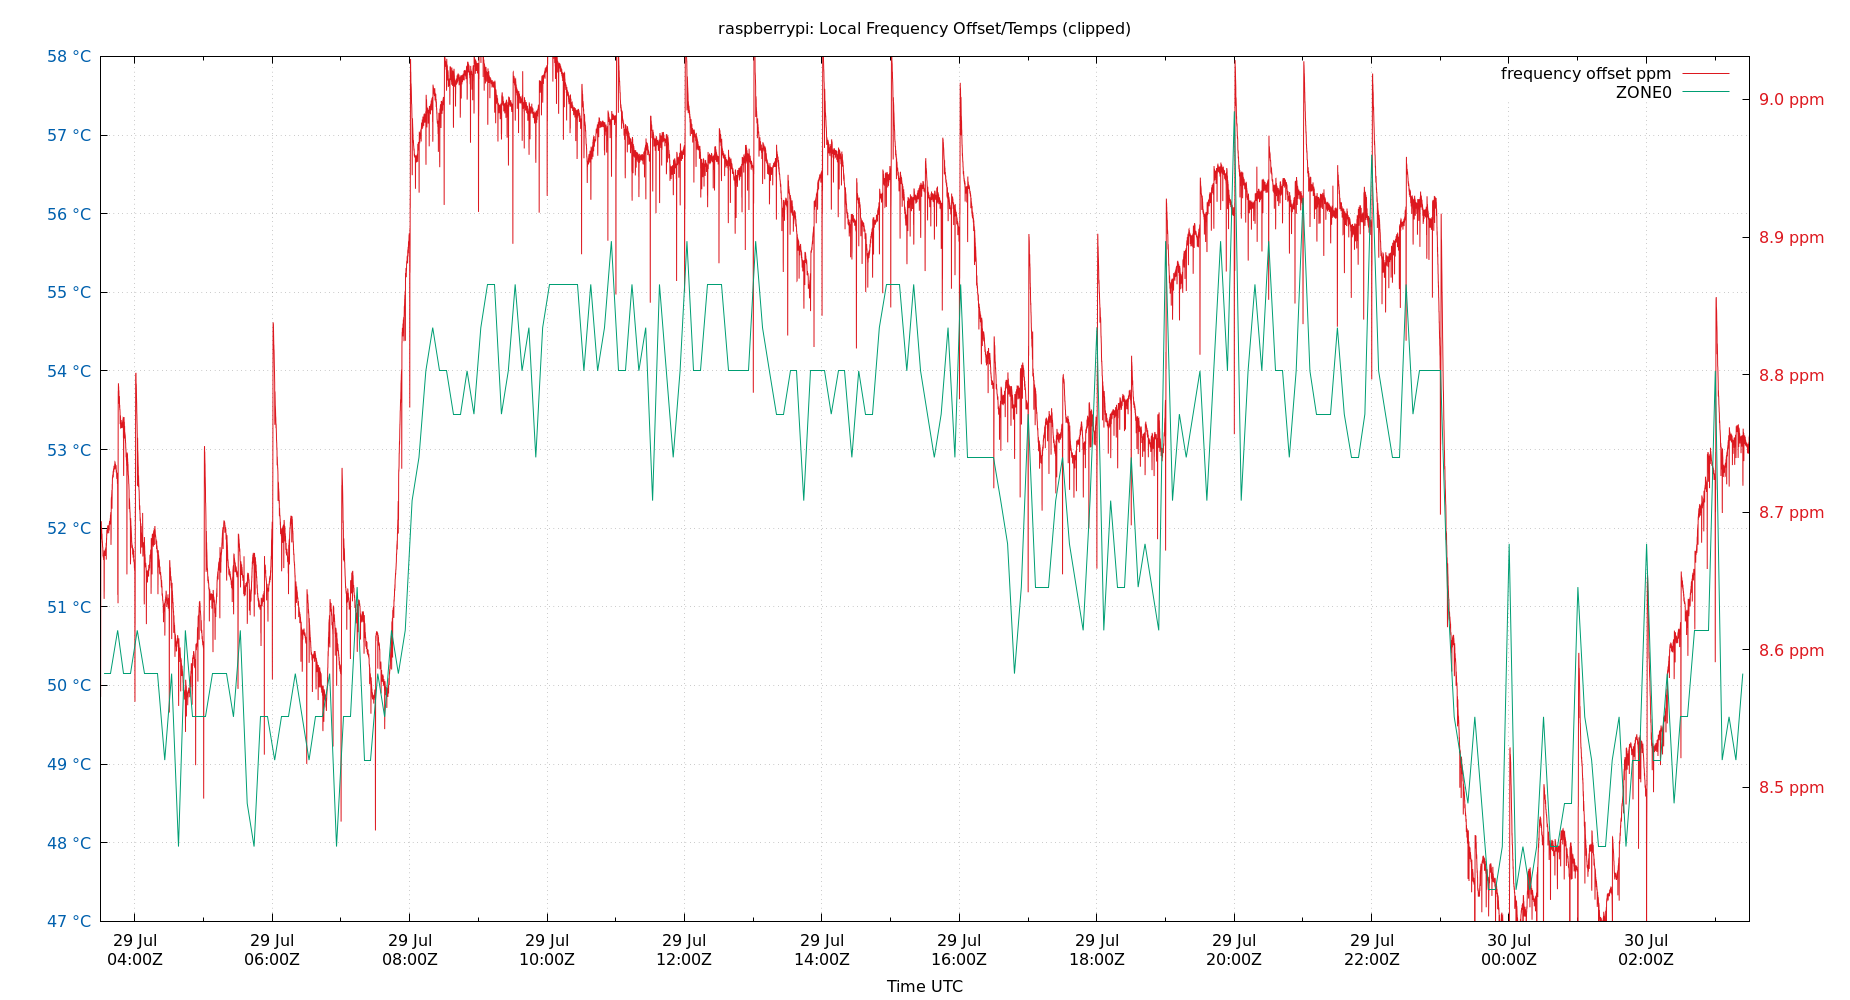 raspberrypi: Local Frequency Offset/Temps (clipped)
58 °C
57 °C
56 °C
55 °C
54 °C
53 °C
52 °C
51 °C
50 °C
49 °C
48 °C
47 °C
frequency offset ppm
ZONE0
9.0 ppm
8.9 ppm
8.8 ppm
8.7 ppm
8.6 ppm
8.5 ppm
29 Jul
04:00Z
29 Jul
06:00Z
29 Jul
08:00Z
29 Jul
10:00Z
29 Jul
12:00Z
29 Jul
14:00Z
29 Jul
16:00Z
29 Jul
18:00Z
29 Jul
20:00Z
29 Jul
22:00Z
30 Jul
00:00Z
30 Jul
02:00Z
Time UTC